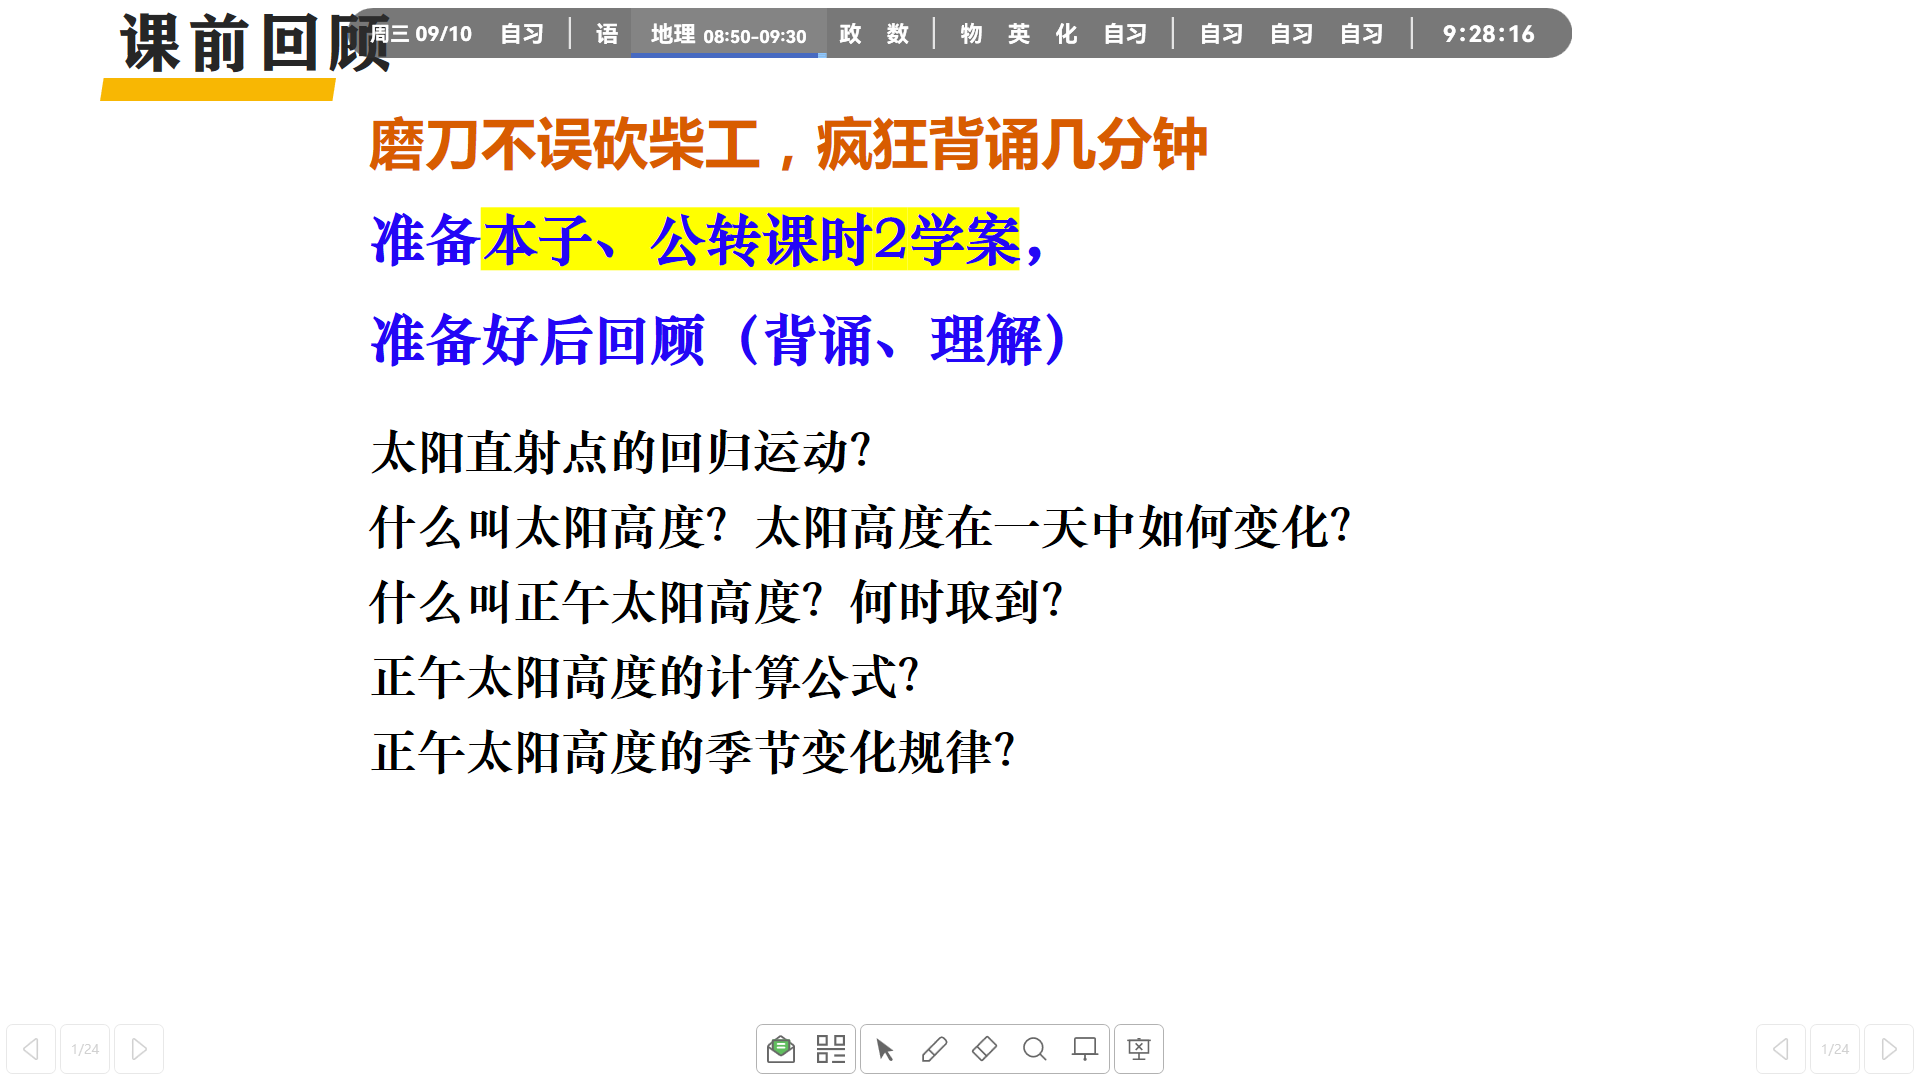 课前回顾
周三 09/10 自习 语 地理 08:50-09:30 政 数 物 英 化 自习 自习 自习 自习 9:28:16
磨刀不误砍柴工，疯狂背诵几分钟
准备本子、公转课时2学案，
准备好后回顾（背诵、理解）
太阳直射点的回归运动？
什么叫太阳高度？太阳高度在一天中如何变化？
什么叫正午太阳高度？何时取到？
正午太阳高度的计算公式？
正午太阳高度的季节变化规律？
1/24
1/24